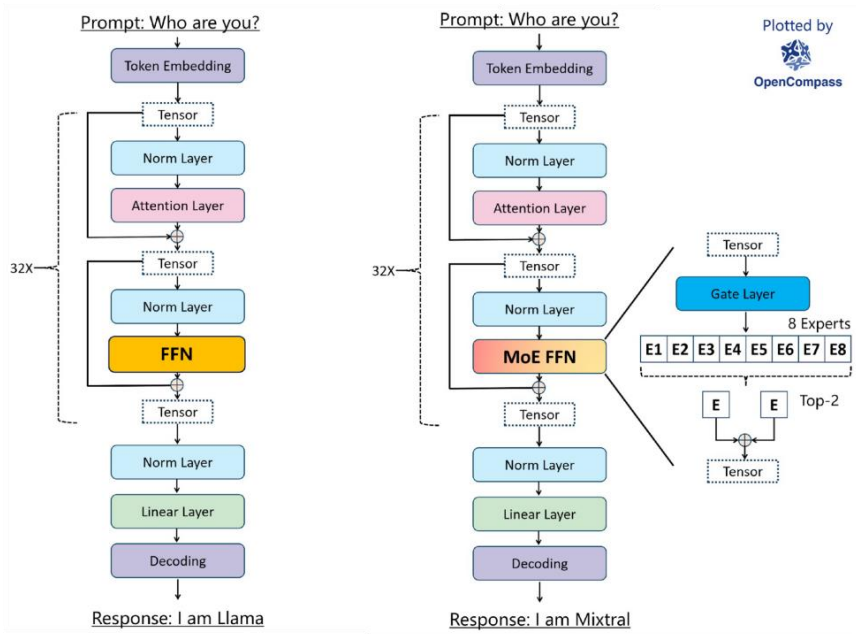 Prompt: Who are you?
Token Embedding
Tensor
Norm Layer
Attention Layer
32X
Tensor
Norm Layer
FFN
Tensor
Norm Layer
Linear Layer
Decoding
Response: I am Llama
Prompt: Who are you?
Token Embedding
Tensor
Norm Layer
Attention Layer
32X
Tensor
Norm Layer
MoE FFN
Tensor
Norm Layer
Linear Layer
Decoding
Response: I am Mixtral
Plotted by
OpenCompass
Tensor
Gate Layer
8 Experts
E1 E2 E3 E4 E5 E6 E7 E8
E E Top-2
Tensor